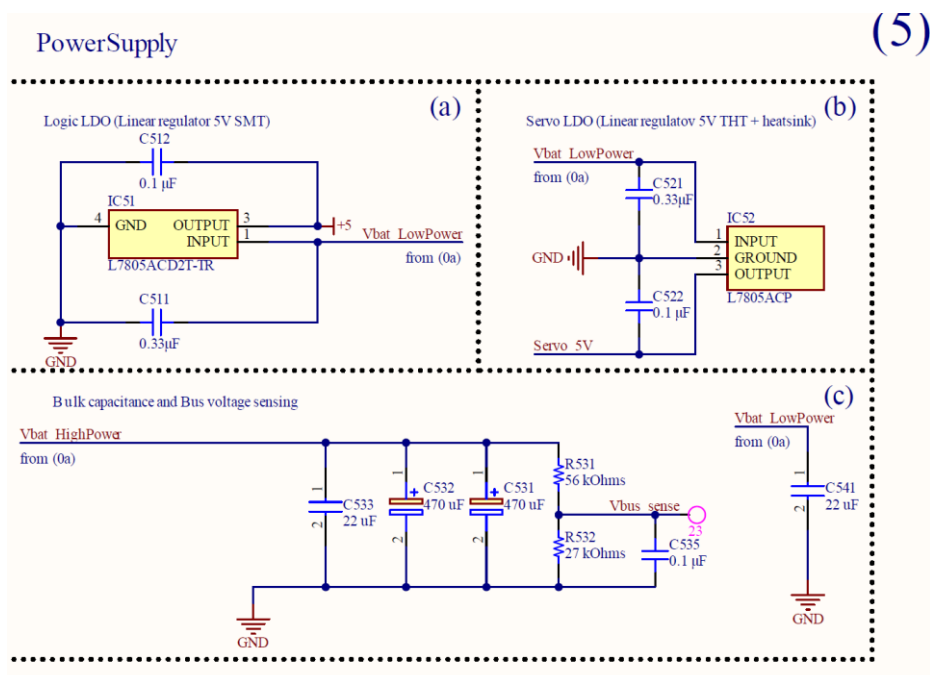 PowerSupply
(5)
(a)
Logic LDO (Linear regulator 5V SMT)
C512
0.1 µF
IC51
4 GND OUTPUT 3
+5
INPUT 1
Vbat_LowPower
from (0a)
L7805ACD2T-TR
C511
0.33µF
GND
(b)
Servo LDO (Linear regulatov 5V THT + heatsink)
Vbat_LowPower
from (0a)
C521
0.33µF
IC52
1 INPUT
2 GROUND
3 OUTPUT
L7805ACP
GND
C522
0.1 µF
Servo_5V
(c)
Bulk capacitance and Bus voltage sensing
Vbat_HighPower
from (0a)
1
C533
22 uF
2
1
+
C532
470 uF
2
1
+
C531
470 uF
2
R531
56 kOhms
Vbus_sense
23
R532
27 kOhms
C535
0.1 µF
GND
Vbat_LowPower
from (0a)
1
C541
22 uF
2
GND